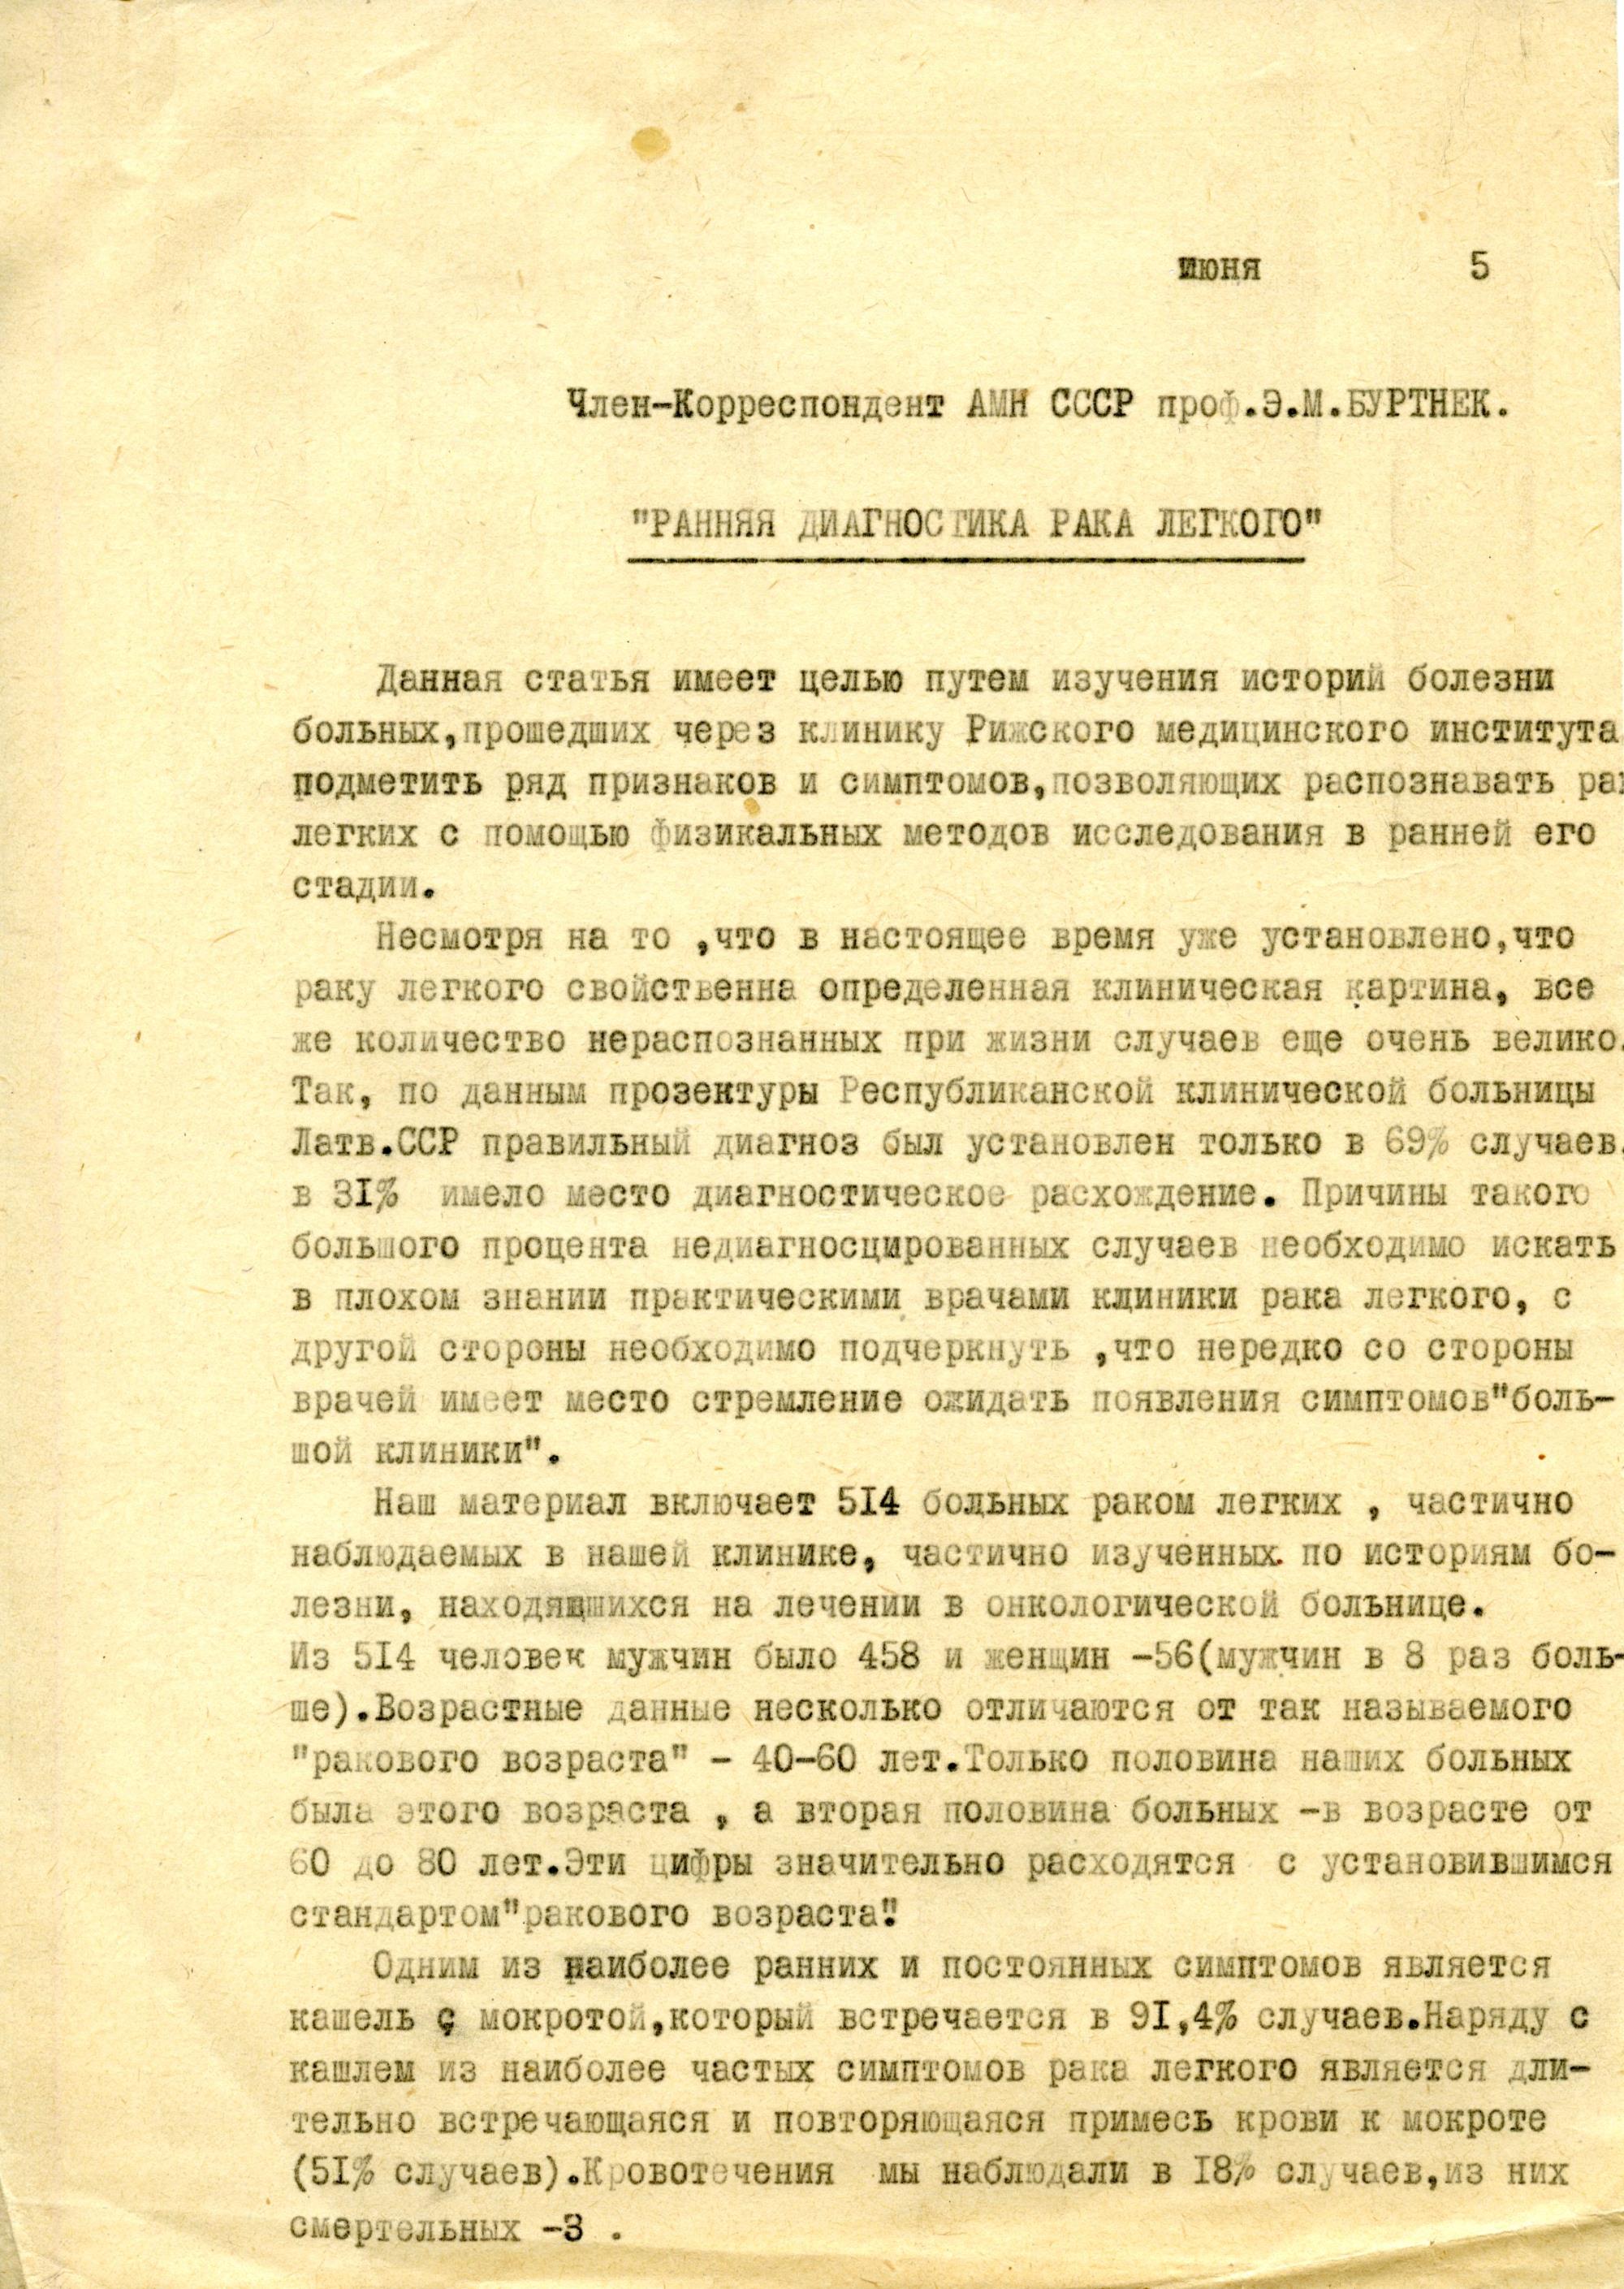 июня 5
Член-Корреспондент АМН СССР проф.Э.М.БУРТНЕК.
"РАННЯЯ ДИАГНОСТИКА РАКА ЛЕГКОГО"
Данная статья имеет целью путем изучения историй болезни
больных,прошедших через клинику Рижского медицинского института
подметить ряд признаков и симптомов,позволяющих распознавать рак
легких с помощью физикальных методов исследования в ранней его
стадии.
Несмотря на то ,что в настоящее время уже установлено,что
раку легкого свойственна определенная клиническая картина, все
же количество нераспознанных при жизни случаев еще очень велико.
Так, по данным прозектуры Республиканской клинической больницы
Латв.ССР правильный диагноз был установлен только в 69% случаев.
в 31% имело место диагностическое расхождение. Причины такого
большого процента недиагносцированных случаев необходимо искать
в плохом знании практическими врачами клиники рака легкого, с
другой стороны необходимо подчеркнуть ,что нередко со стороны
врачей имеет место стремление ожидать появления симптомов"боль-
шой клиники".
Наш материал включает 514 больных раком легких , частично
наблюдаемых в нашей клинике, частично изученных по историям бо-
лезни, находящихся на лечении в онкологической больнице.
Из 514 человек мужчин было 458 и женщин -56(мужчин в 8 раз боль-
ше).Возрастные данные несколько отличаются от так называемого
"ракового возраста" - 40-60 лет.Только половина наших больных
была этого возраста , а вторая половина больных -в возрасте от
60 до 80 лет.Эти цифры значительно расходятся с установившимся
стандартом"ракового возраста".
Одним из наиболее ранних и постоянных симптомов является
кашель с мокротой,который встречается в 91,4% случаев.Наряду с
кашлем из наиболее частых симптомов рака легкого является дли-
тельно встречающаяся и повторяющаяся примесь крови к мокроте
(51% случаев).Кровотечения мы наблюдали в 18% случаев,из них
смертельных -3 .